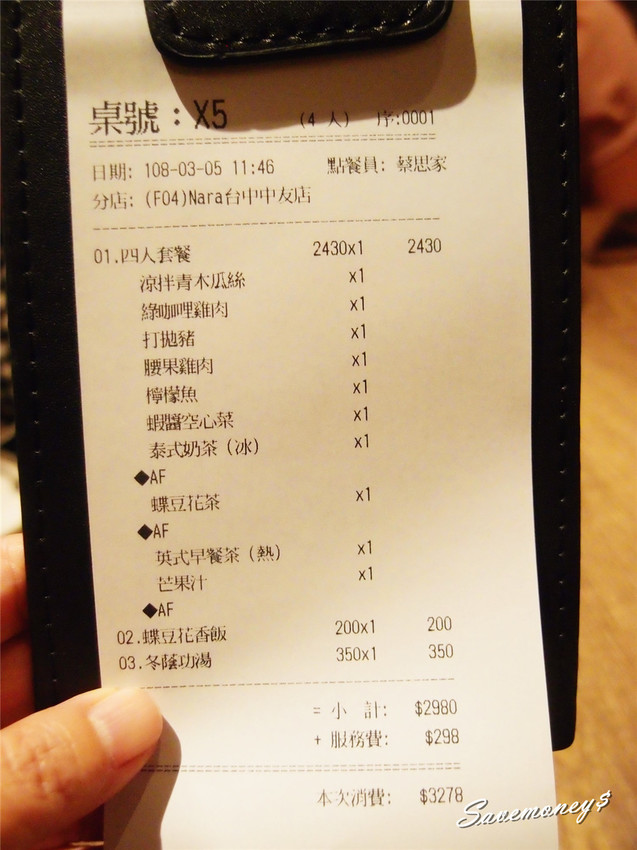 桌號：X5 (4 人) 序:0001
日期: 108-03-05 11:46 點餐員: 蔡思家
分店: (F04)Nara台中中友店
01.四人套餐 2430x1 2430
涼拌青木瓜絲 x1
綠咖哩雞肉 x1
打拋豬 x1
腰果雞肉 x1
檸檬魚 x1
蝦醬空心菜 x1
泰式奶茶（冰） x1
◆AF
蝶豆花茶 x1
◆AF
英式早餐茶（熱） x1
芒果汁 x1
◆AF
02.蝶豆花香飯 200x1 200
03.冬蔭功湯 350x1 350
= 小 計: $2980
+ 服務費: $298
本次消費: $3278
Savemoney$